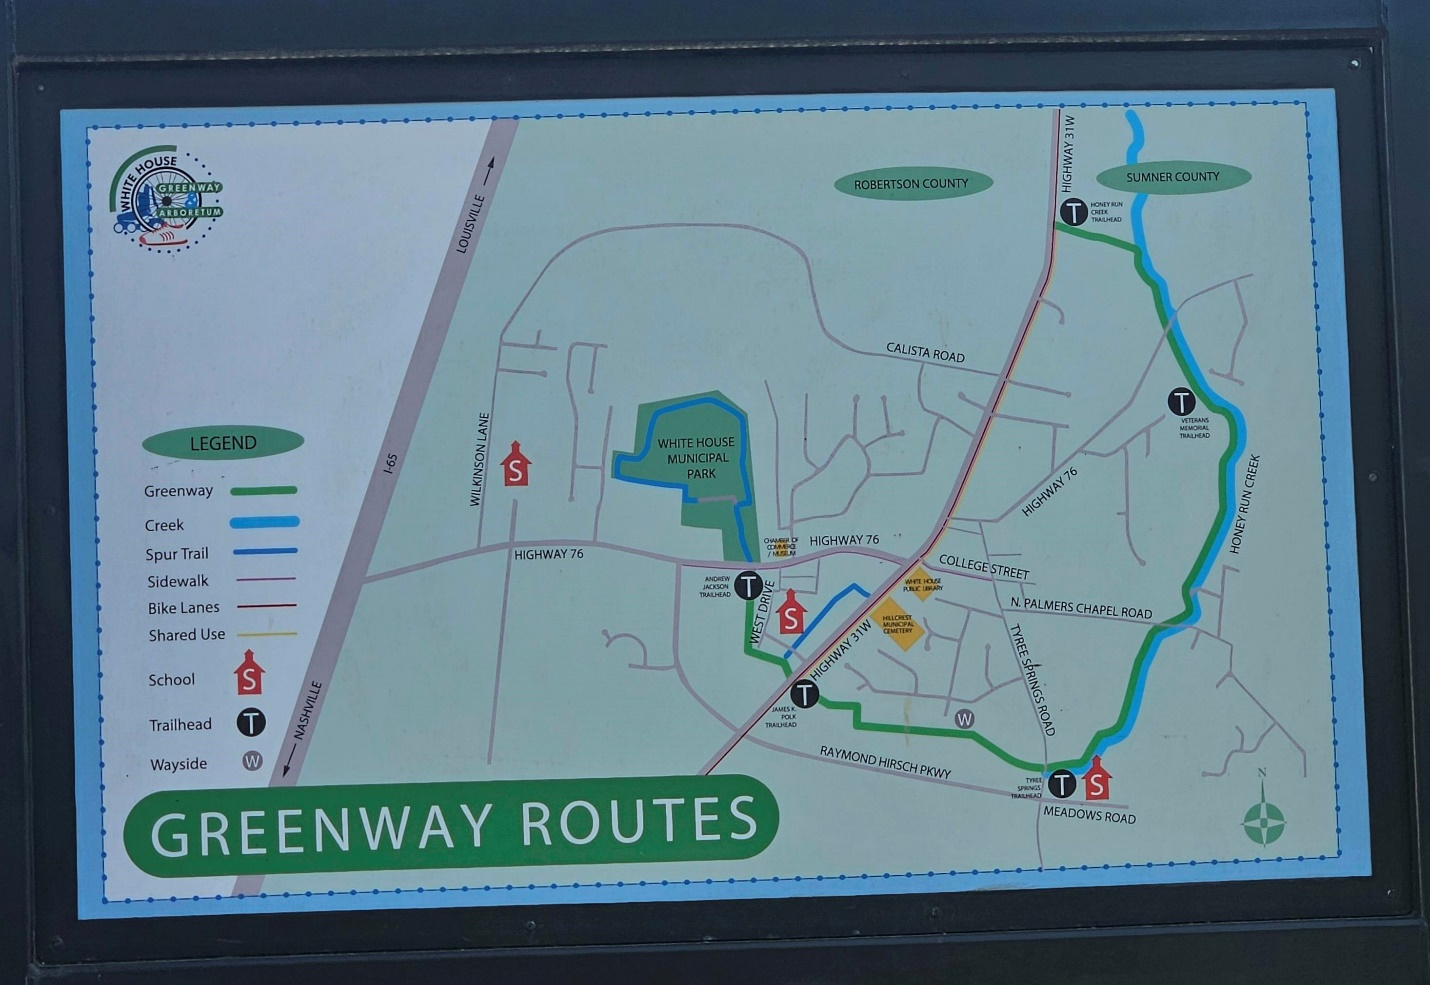 WHITE HOUSE
GREENWAY
ARBORETUM
LOUISVILLE
I-65
NASHVILLE
LEGEND
Greenway
Creek
Spur Trail
Sidewalk
Bike Lanes
Shared Use
School
S
Trailhead
T
Wayside
W
ROBERTSON COUNTY
SUMNER COUNTY
HIGHWAY 31W
T
HONEY RUN
CREEK
TRAILHEAD
CALISTA ROAD
T
VETERANS
MEMORIAL
TRAILHEAD
WILKINSON LANE
S
WHITE HOUSE
MUNICIPAL
PARK
HIGHWAY 76
HONEY RUN CREEK
HIGHWAY 76
CHAMBER OF
COMMERCE
/ MUSEUM
HIGHWAY 76
COLLEGE STREET
ANDREW
JACKSON
TRAILHEAD
T
WEST DRIVE
S
WHITE HOUSE
PUBLIC LIBRARY
HILLCREST
MUNICIPAL
CEMETERY
N. PALMERS CHAPEL ROAD
HIGHWAY 31W
TYREE SPRINGS ROAD
T
JAMES K.
POLK
TRAILHEAD
W
RAYMOND HIRSCH PKWY
TYREE
SPRINGS
TRAILHEAD
T
S
MEADOWS ROAD
N
GREENWAY ROUTES